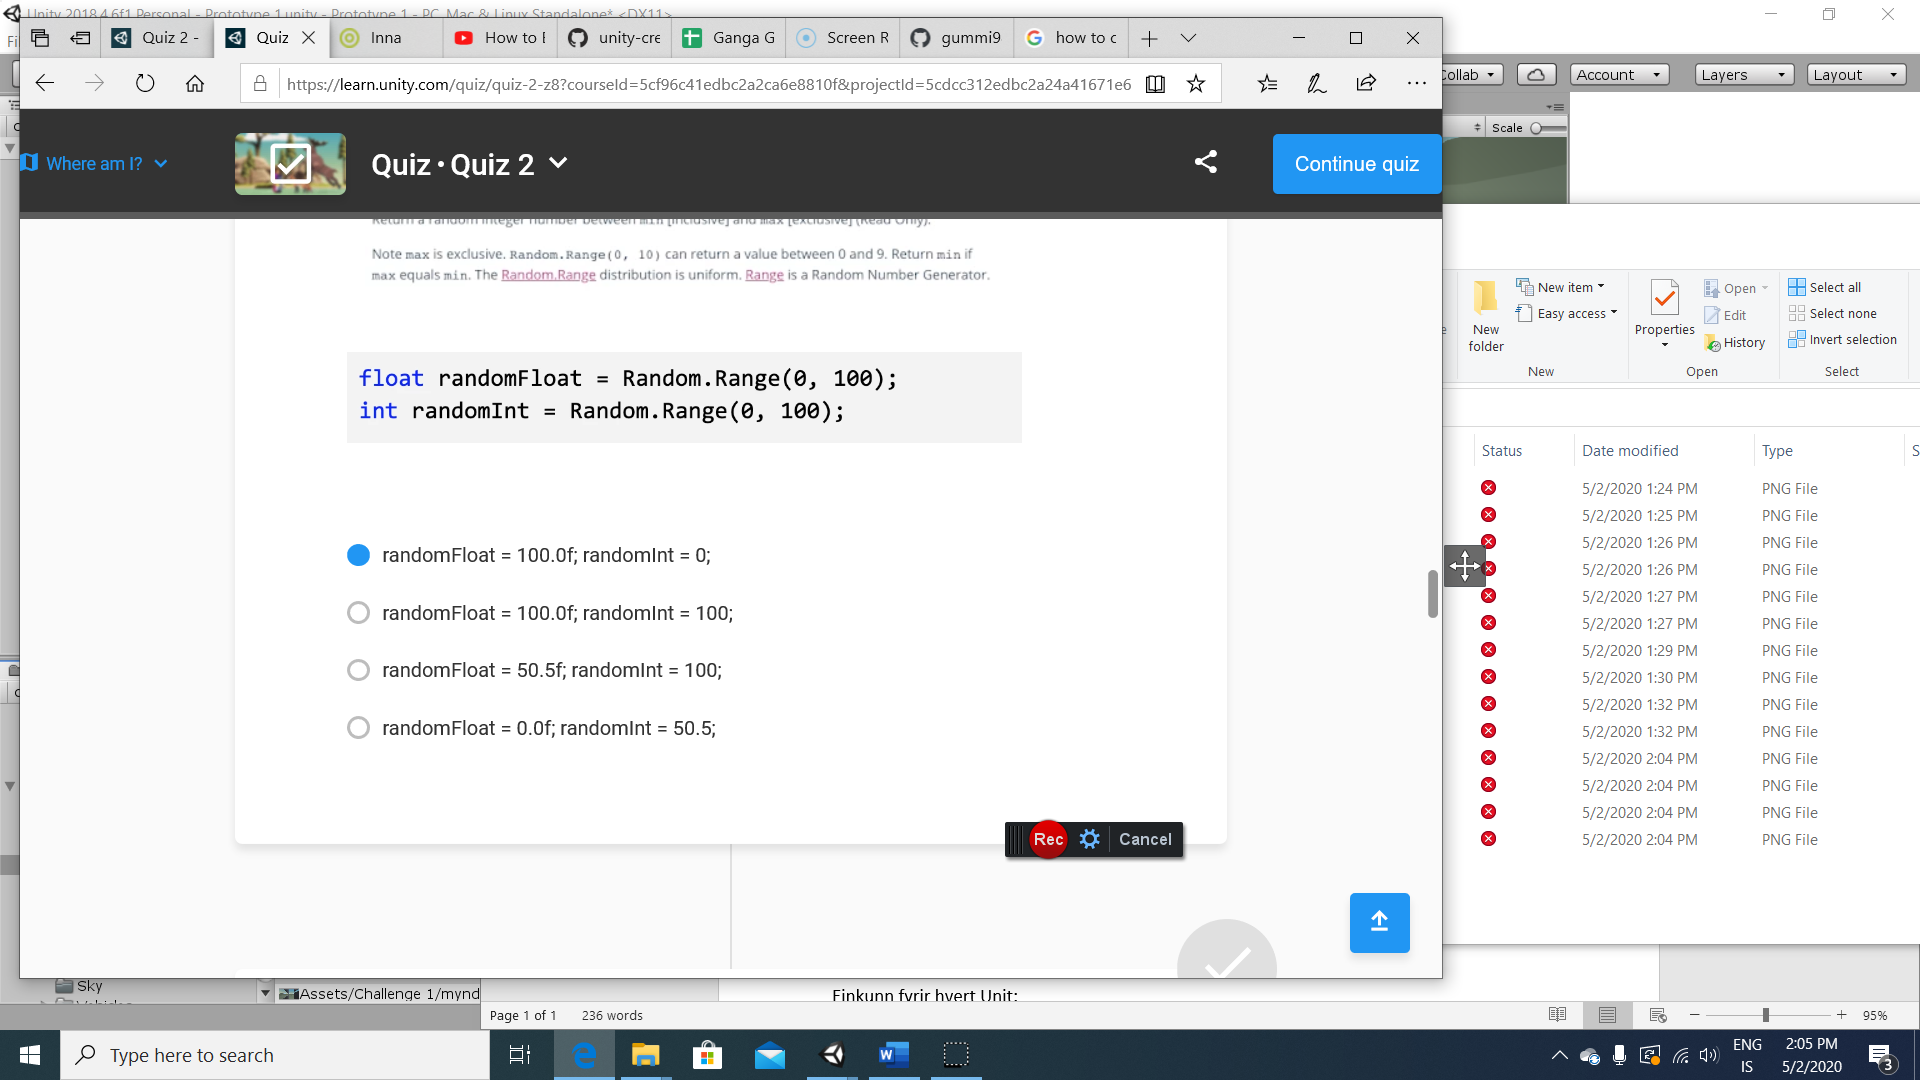 Unity 2018.4.6f1 Personal - Prototype 1.unity - Prototype 1 - PC, Mac & Linux Standalone* <DX11>
Quiz 2 -
Quiz
Inna
How to
unity-cre
Ganga G
Screen R
gummi9
how to c
https://learn.unity.com/quiz/quiz-2-z8?courseId=5cf96c41edbc2a2ca6e8810f&projectId=5cdcc312edbc2a24a41671e6
Collab
Account
Layers
Layout
Scale
Where am I?
Quiz · Quiz 2
Continue quiz
Return a random integer number between min [inclusive] and max [exclusive] (Read Only).
Note max is exclusive. Random.Range(0, 10) can return a value between 0 and 9. Return min if
max equals min. The Random.Range distribution is uniform. Range is a Random Number Generator.
float randomFloat = Random.Range(0, 100);
int randomInt = Random.Range(0, 100);
randomFloat = 100.0f; randomInt = 0;
randomFloat = 100.0f; randomInt = 100;
randomFloat = 50.5f; randomInt = 100;
randomFloat = 0.0f; randomInt = 50.5;
Rec
Cancel
New
folder
New item
Easy access
New
Properties
Open
Edit
History
Open
Select all
Select none
Invert selection
Select
Status
Date modified
Type
S
5/2/2020 1:24 PM PNG File
5/2/2020 1:25 PM PNG File
5/2/2020 1:26 PM PNG File
5/2/2020 1:26 PM PNG File
5/2/2020 1:27 PM PNG File
5/2/2020 1:27 PM PNG File
5/2/2020 1:29 PM PNG File
5/2/2020 1:30 PM PNG File
5/2/2020 1:32 PM PNG File
5/2/2020 1:32 PM PNG File
5/2/2020 2:04 PM PNG File
5/2/2020 2:04 PM PNG File
5/2/2020 2:04 PM PNG File
5/2/2020 2:04 PM PNG File
Sky
Assets/Challenge 1/mynd
Einkunn fyrir hvert Unit:
Page 1 of 1
236 words
95%
Type here to search
ENG
IS
2:05 PM
5/2/2020
3